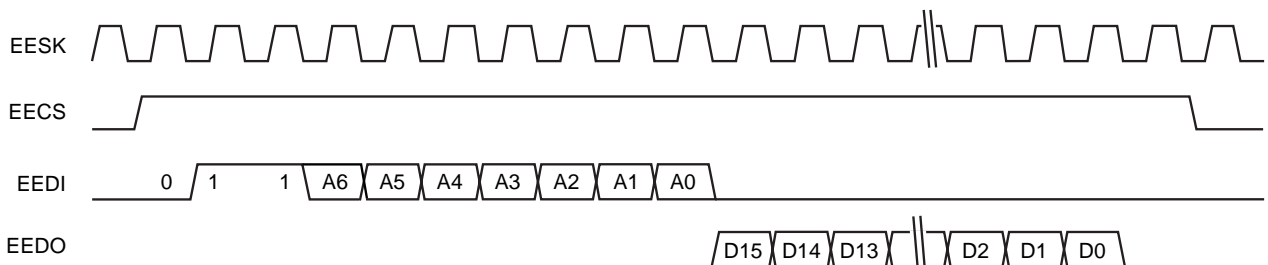 EESK
EECS
EEDI 0 1 1 A6 A5 A4 A3 A2 A1 A0
EEDO D15 D14 D13 D2 D1 D0